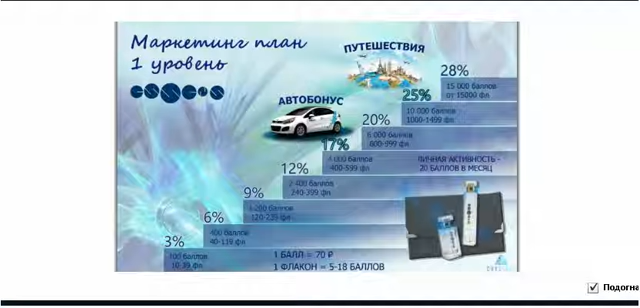 Маркетинг план
1 уровень
ПУТЕШЕСТВИЯ
АВТОБОНУС
28%
15 000 баллов
от 15000 фл
25%
10 000 баллов
1000-1499 фл
20%
8 000 баллов
800-999 фл
17%
4 000 баллов
400-599 фл
ЛИЧНАЯ АКТИВНОСТЬ -
20 БАЛЛОВ В МЕСЯЦ
12%
2 400 баллов
240-399 фл
9%
1 200 баллов
120-239 фл
6%
400 баллов
40-119 фл
3%
100 баллов
10-39 фл
1 БАЛЛ = 70 ₽
1 ФЛАКОН = 5-18 БАЛЛОВ
Подогна